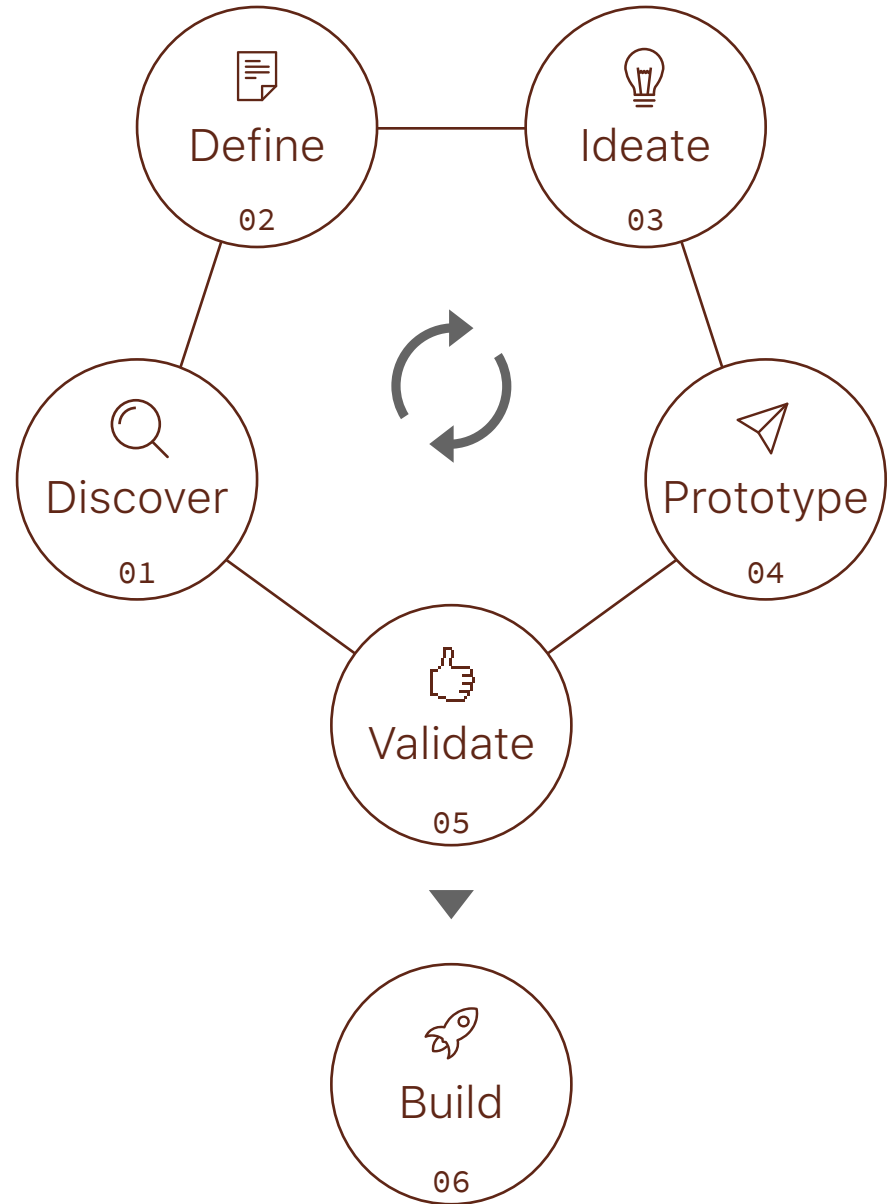 Define
02
Ideate
03
Discover
01
Prototype
04
Validate
05
Build
06